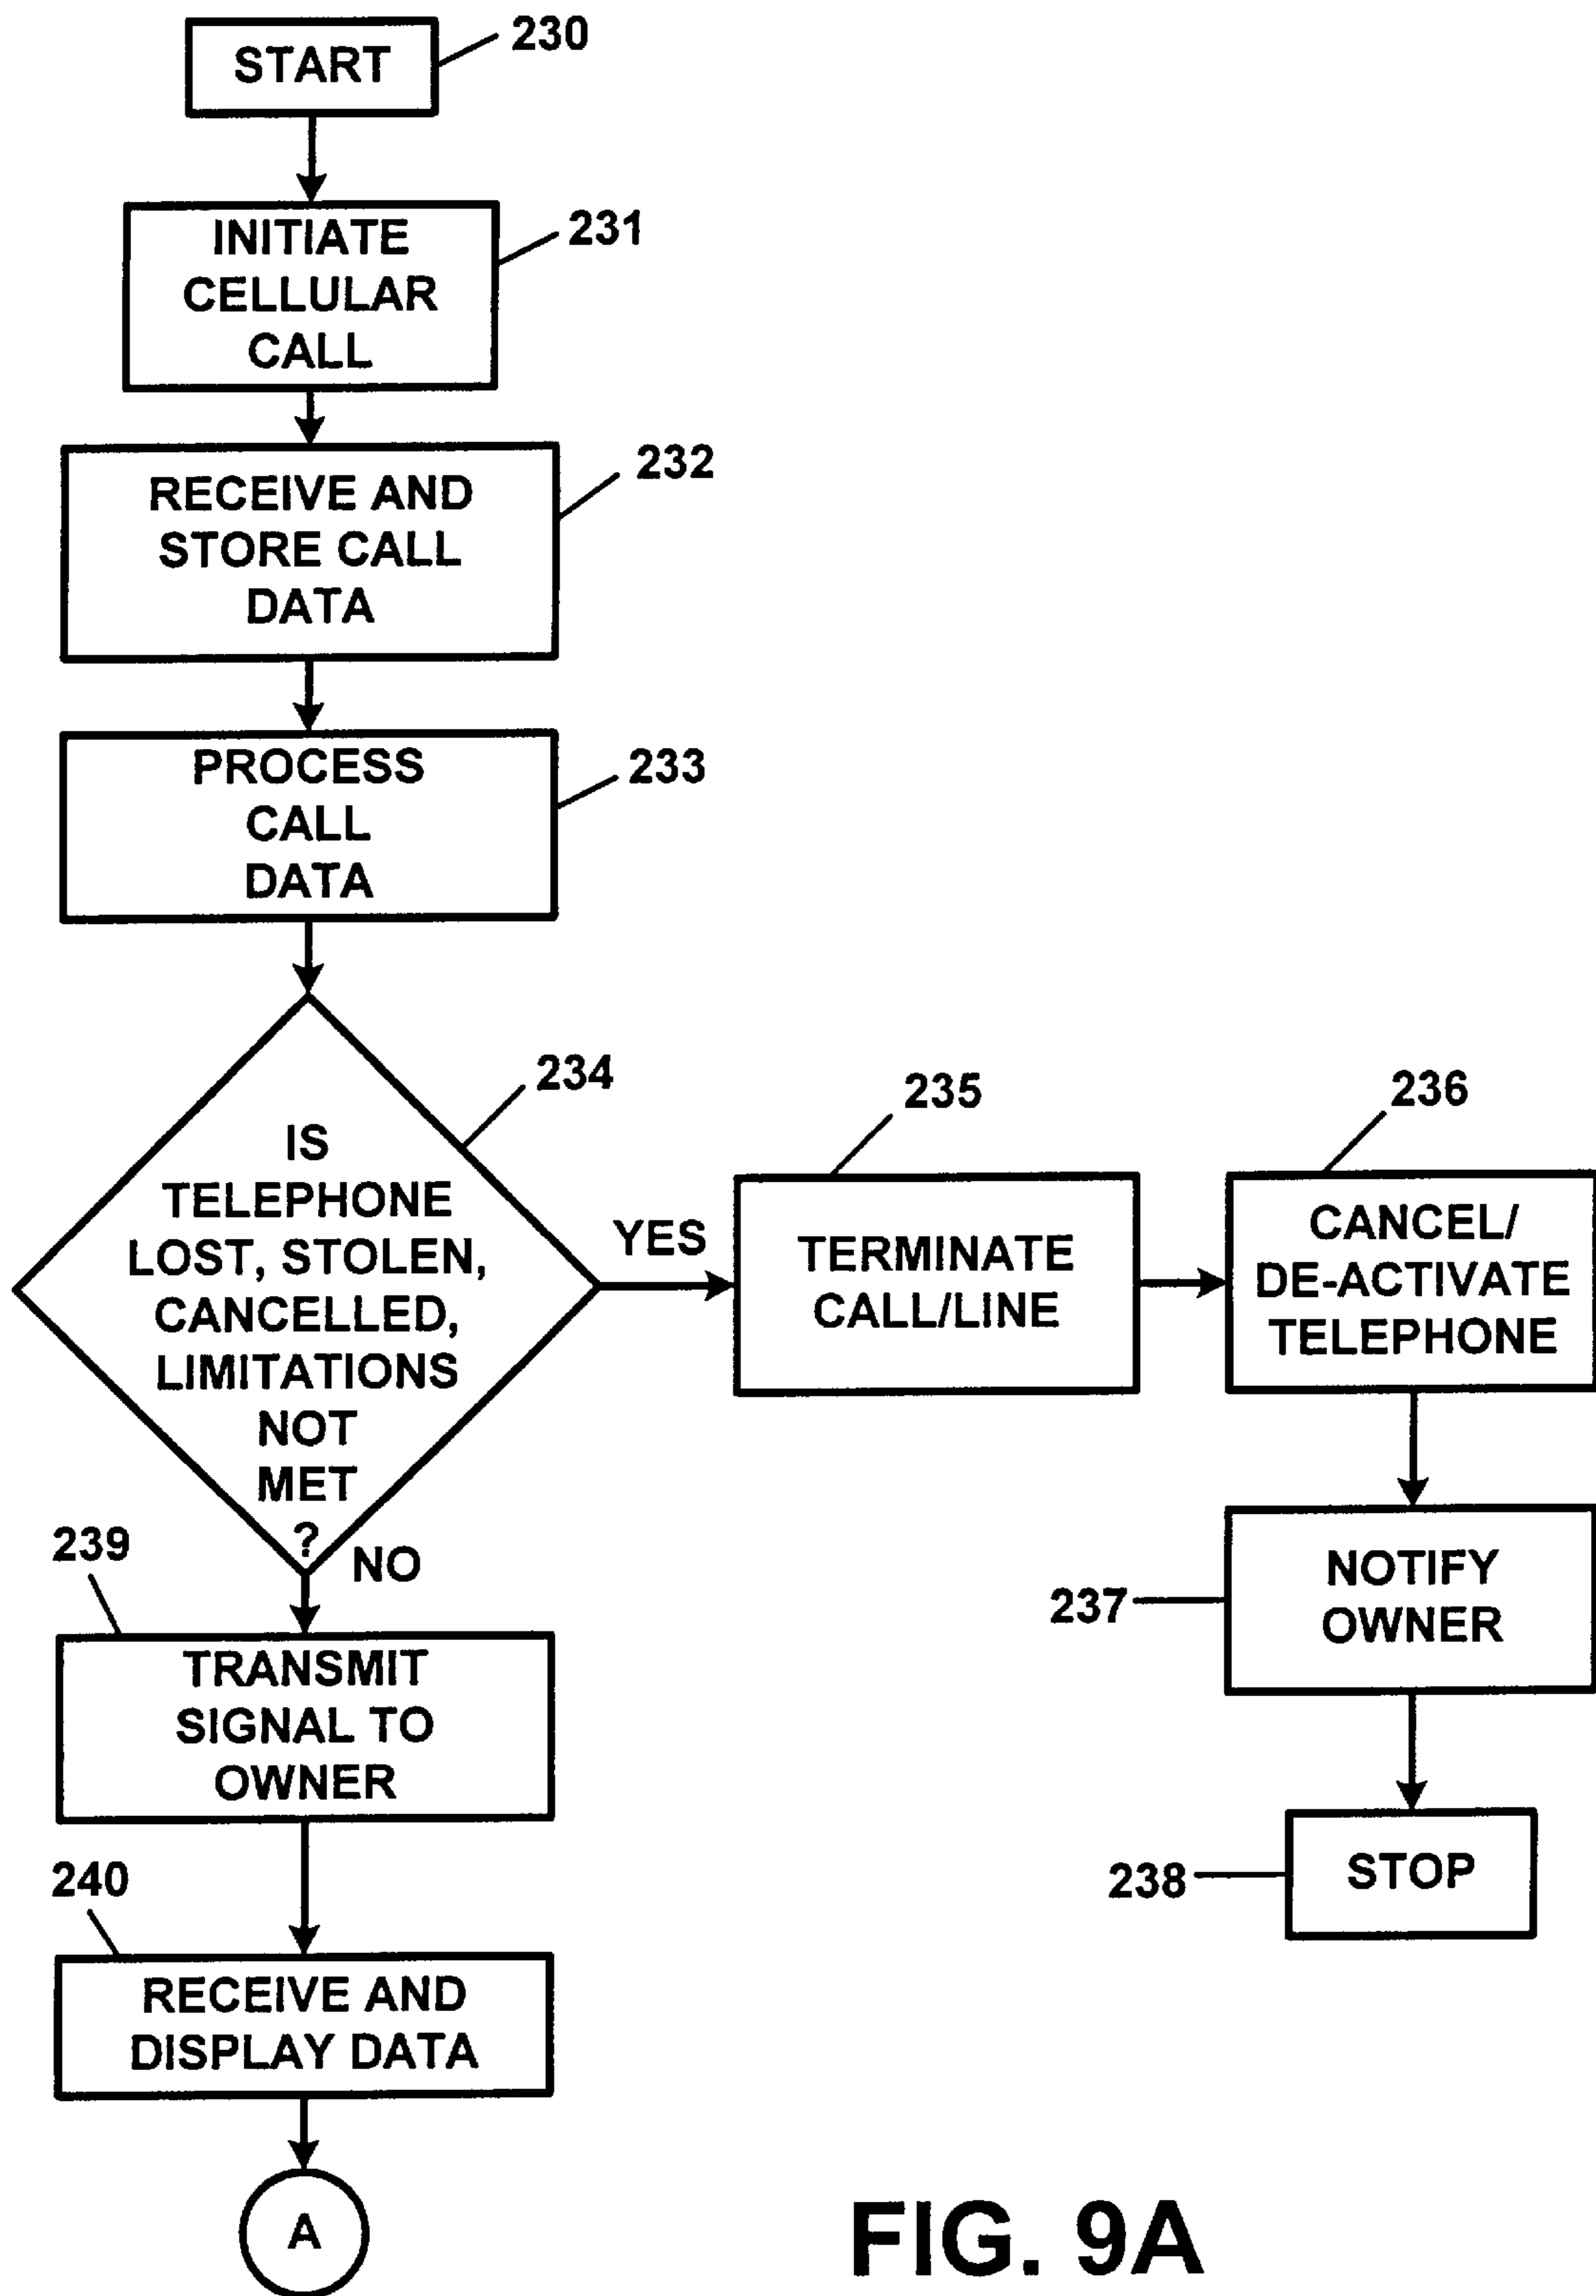 START
230
INITIATE
CELLULAR
CALL
231
RECEIVE AND
STORE CALL
DATA
232
PROCESS
CALL
DATA
233
IS
TELEPHONE
LOST, STOLEN,
CANCELLED,
LIMITATIONS
NOT
MET
?
234
YES
TERMINATE
CALL/LINE
235
CANCEL/
DE-ACTIVATE
TELEPHONE
236
NOTIFY
OWNER
237
STOP
238
NO
239
TRANSMIT
SIGNAL TO
OWNER
240
RECEIVE AND
DISPLAY DATA
A
FIG. 9A